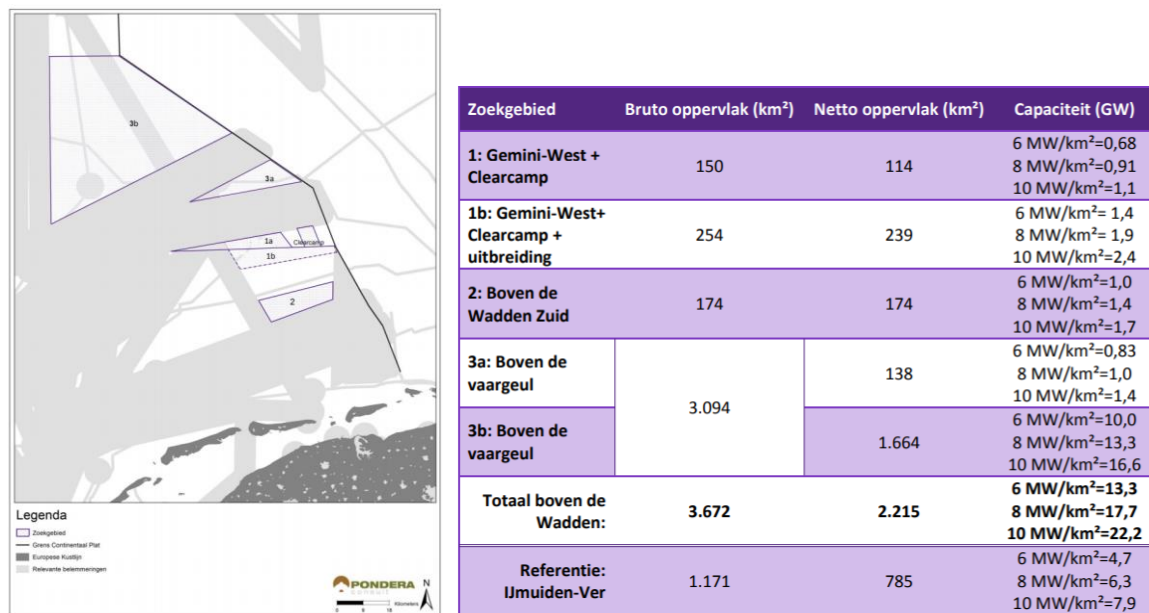 3b
3a
1a
Clearcamp
1b
2
Legenda
Zoekgebied
Grens Continentaal Plat
Europese Kustlijn
Relevante belemmeringen
PONDERA
consult
N
Kilometers
Zoekgebied Bruto oppervlak (km²) Netto oppervlak (km²) Capaciteit (GW)
1: Gemini-West +
Clearcamp
150
114
6 MW/km²=0,68
8 MW/km²=0,91
10 MW/km²=1,1
1b: Gemini-West+
Clearcamp +
uitbreiding
254
239
6 MW/km²= 1,4
8 MW/km²= 1,9
10 MW/km²=2,4
2: Boven de
Wadden Zuid
174
174
6 MW/km²=1,0
8 MW/km²=1,4
10 MW/km²=1,7
3a: Boven de
vaargeul
3.094
138
6 MW/km²=0,83
8 MW/km²=1,0
10 MW/km²=1,4
3b: Boven de
vaargeul
1.664
6 MW/km²=10,0
8 MW/km²=13,3
10 MW/km²=16,6
Totaal boven de
Wadden:
3.672
2.215
6 MW/km²=13,3
8 MW/km²=17,7
10 MW/km²=22,2
Referentie:
IJmuiden-Ver
1.171
785
6 MW/km²=4,7
8 MW/km²=6,3
10 MW/km²=7,9